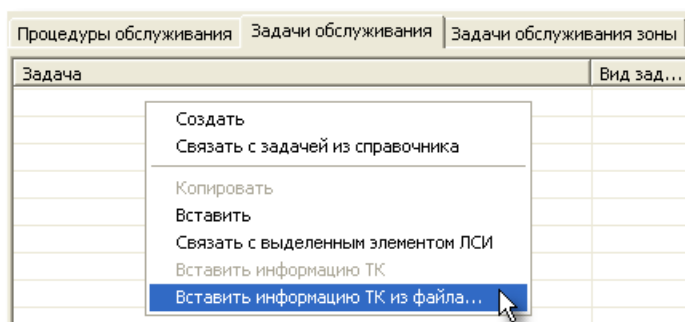 Процедуры обслуживания Задачи обслуживания Задачи обслуживания зоны
Задача Вид зад...
Создать
Связать с задачей из справочника
Копировать
Вставить
Связать с выделенным элементом ЛСИ
Вставить информацию ТК
Вставить информацию ТК из файла...